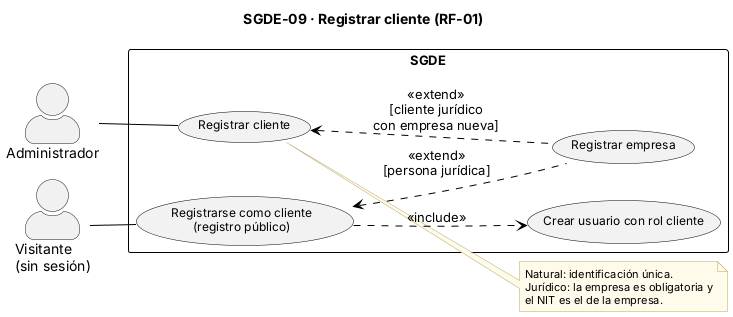 SGDE-09 · Registrar cliente (RF-01)
SGDE
«extend»
[cliente jurídico
con empresa nueva]
Registrar cliente
Administrador
Registrar empresa
«extend»
[persona jurídica]
Registrarse como cliente
(registro público)
«include»
Crear usuario con rol cliente
Visitante
(sin sesión)
Natural: identificación única.
Jurídico: la empresa es obligatoria y
el NIT es el de la empresa.